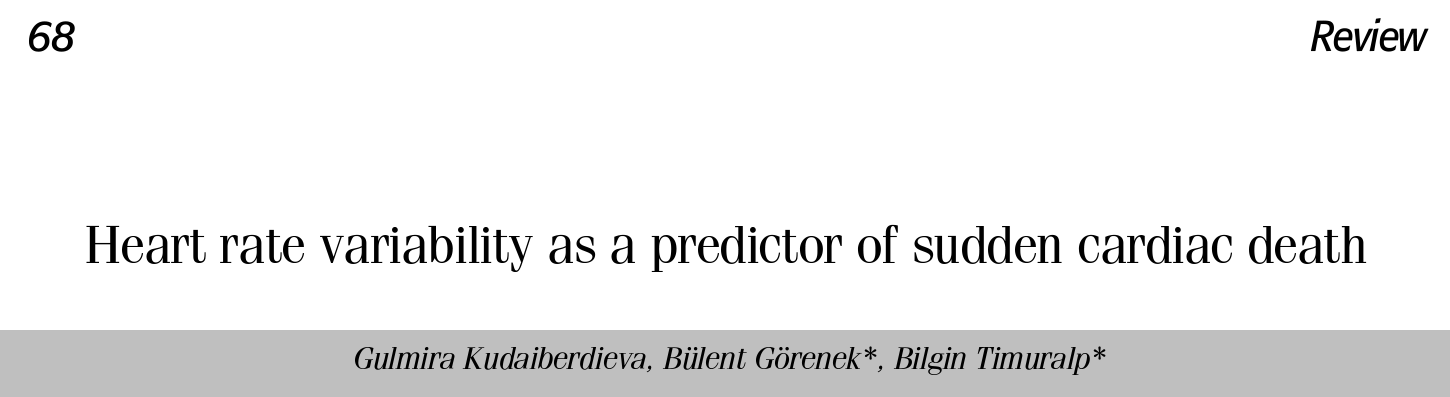 68
Review
Heart rate variability as a predictor of sudden cardiac death
Gulmira Kudaiberdieva, Bülent Görenek*, Bilgin Timuralp*